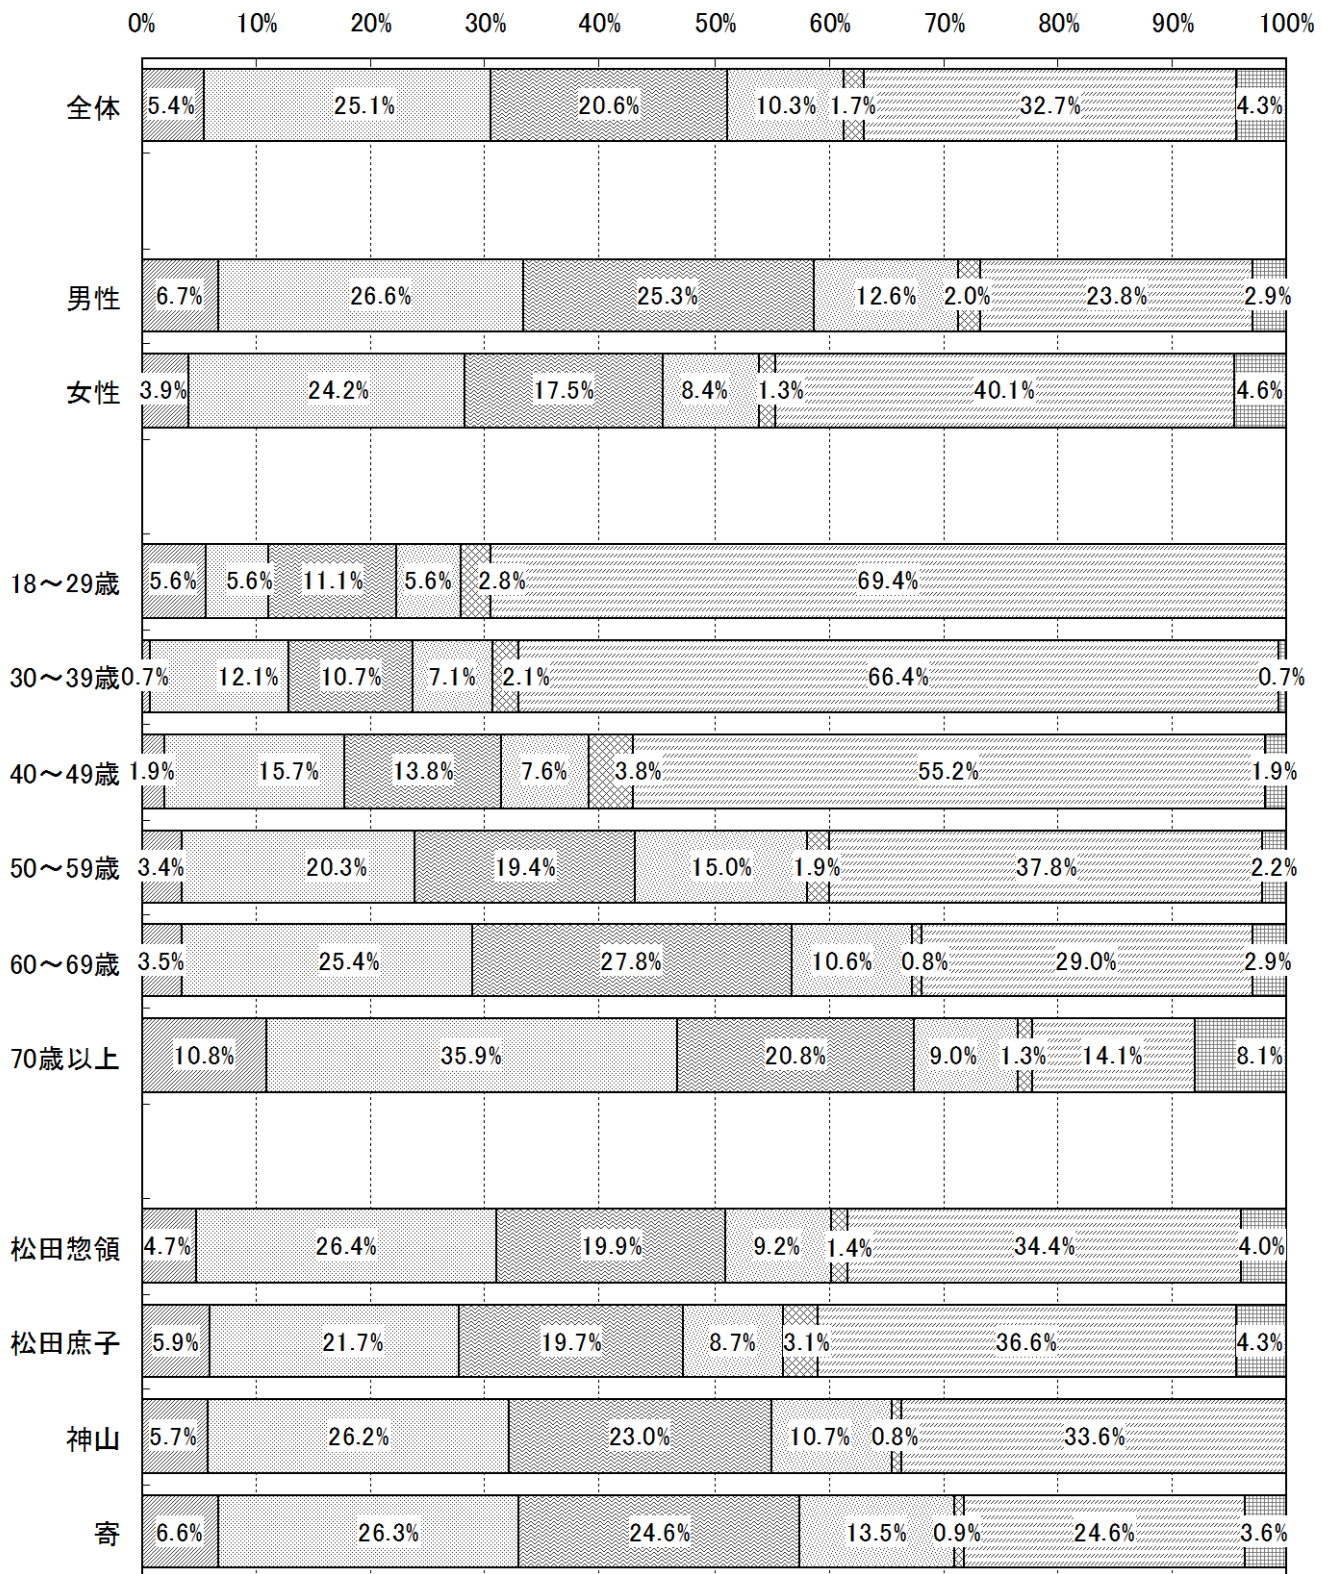 0% 10% 20% 30% 40% 50% 60% 70% 80% 90% 100%
全体 5.4% 25.1% 20.6% 10.3% 1.7% 32.7% 4.3%
男性 6.7% 26.6% 25.3% 12.6% 2.0% 23.8% 2.9%
女性 3.9% 24.2% 17.5% 8.4% 1.3% 40.1% 4.6%
18～29歳 5.6% 5.6% 11.1% 5.6% 2.8% 69.4%
30～39歳 0.7% 12.1% 10.7% 7.1% 2.1% 66.4% 0.7%
40～49歳 1.9% 15.7% 13.8% 7.6% 3.8% 55.2% 1.9%
50～59歳 3.4% 20.3% 19.4% 15.0% 1.9% 37.8% 2.2%
60～69歳 3.5% 25.4% 27.8% 10.6% 0.8% 29.0% 2.9%
70歳以上 10.8% 35.9% 20.8% 9.0% 1.3% 14.1% 8.1%
松田惣領 4.7% 26.4% 19.9% 9.2% 1.4% 34.4% 4.0%
松田庶子 5.9% 21.7% 19.7% 8.7% 3.1% 36.6% 4.3%
神山 5.7% 26.2% 23.0% 10.7% 0.8% 33.6%
寄 6.6% 26.3% 24.6% 13.5% 0.9% 24.6% 3.6%